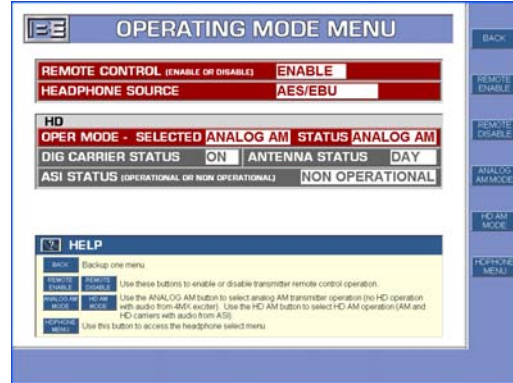 BE OPERATING MODE MENU
REMOTE CONTROL (ENABLE OR DISABLE) ENABLE
HEADPHONE SOURCE AES/EBU
HD
OPER MODE - SELECTED ANALOG AM STATUS ANALOG AM
DIG CARRIER STATUS ON ANTENNA STATUS DAY
ASI STATUS (OPERATIONAL OR NON OPERATIONAL) NON OPERATIONAL
? HELP
BACK Backup one menu.
REMOTE ENABLE REMOTE DISABLE Use these buttons to enable or disable transmitter remote control operation.
ANALOG AM MODE HD AM MODE Use the ANALOG AM button to select analog AM transmitter operation (no HD operation
with audio from 4MX exciter). Use the HD AM button to select HD AM operation (AM and
HD carriers with audio from ASI).
HDPHONE MENU Use this button to access the headphone select menu.
BACK
REMOTE
ENABLE
REMOTE
DISABLE
ANALOG
AM MODE
HD AM
MODE
HDPHONE
MENU